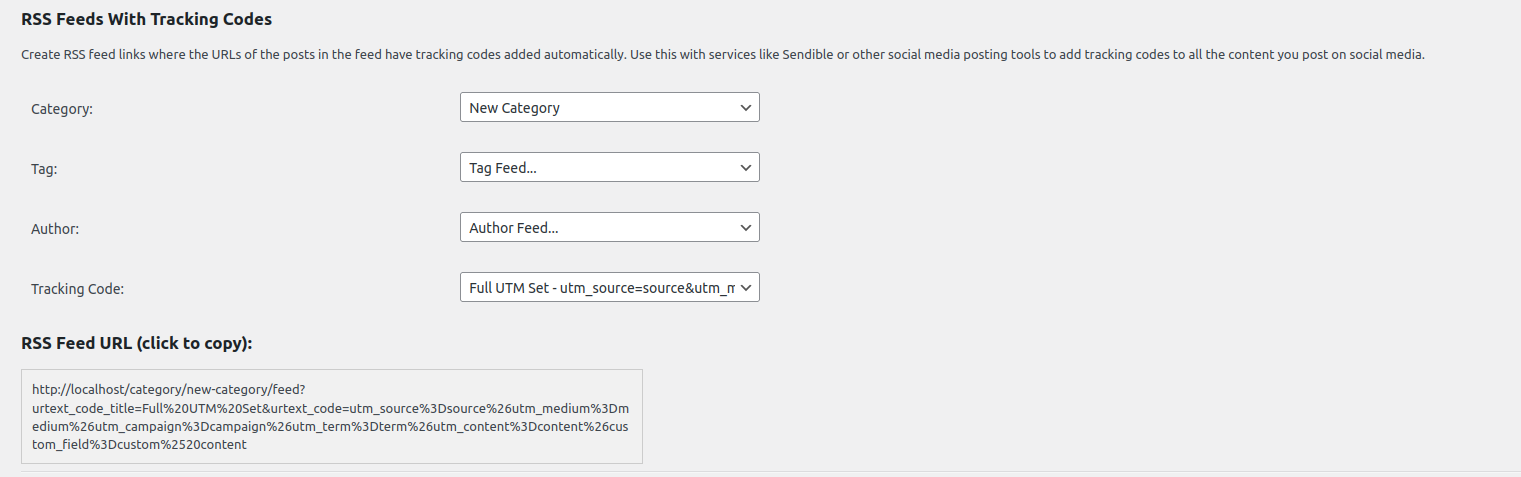 RSS Feeds With Tracking Codes
Create RSS feed links where the URLs of the posts in the feed have tracking codes added automatically. Use this with services like Sendible or other social media posting tools to add tracking codes to all the content you post on social media.
Category:
New Category
Tag:
Tag Feed...
Author:
Author Feed...
Tracking Code:
Full UTM Set - utm_source=source&utm_m
RSS Feed URL (click to copy):
http://localhost/category/new-category/feed?
urtext_code_title=Full%20UTM%20Set&urtext_code=utm_source%3Dsource%26utm_medium%3Dm
edium%26utm_campaign%3Dcampaign%26utm_term%3Dterm%26utm_content%3Dcontent%26cus
tom_field%3Dcustom%2520content